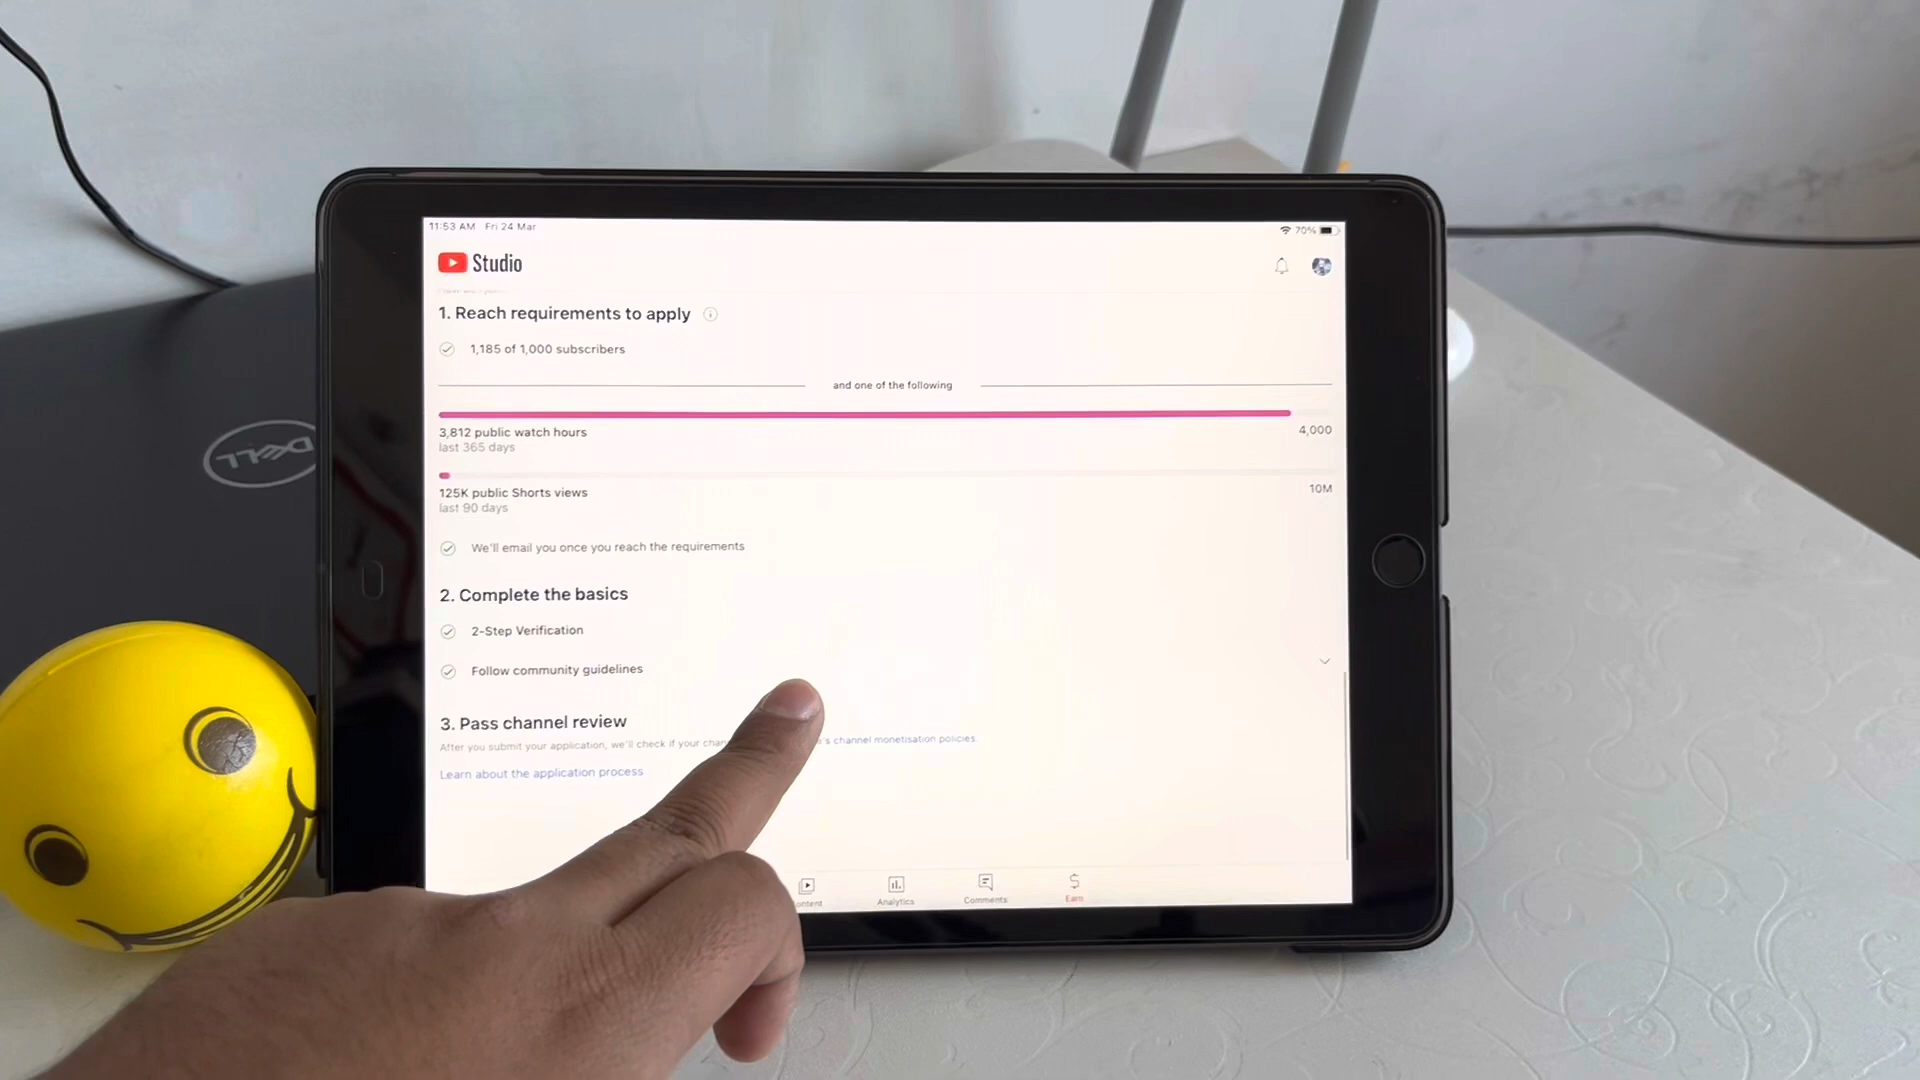 11:53 AM Fri 24 Mar
70%
Studio
1. Reach requirements to apply
1,185 of 1,000 subscribers
and one of the following
3,812 public watch hours
4,000
last 365 days
125K public Shorts views
10M
last 90 days
We'll email you once you reach the requirements
2. Complete the basics
2-Step Verification
Follow community guidelines
3. Pass channel review
After you submit your application, we'll check if your channel monetisation policies.
Learn about the application process
Analytics
Comments
Earn
DELL